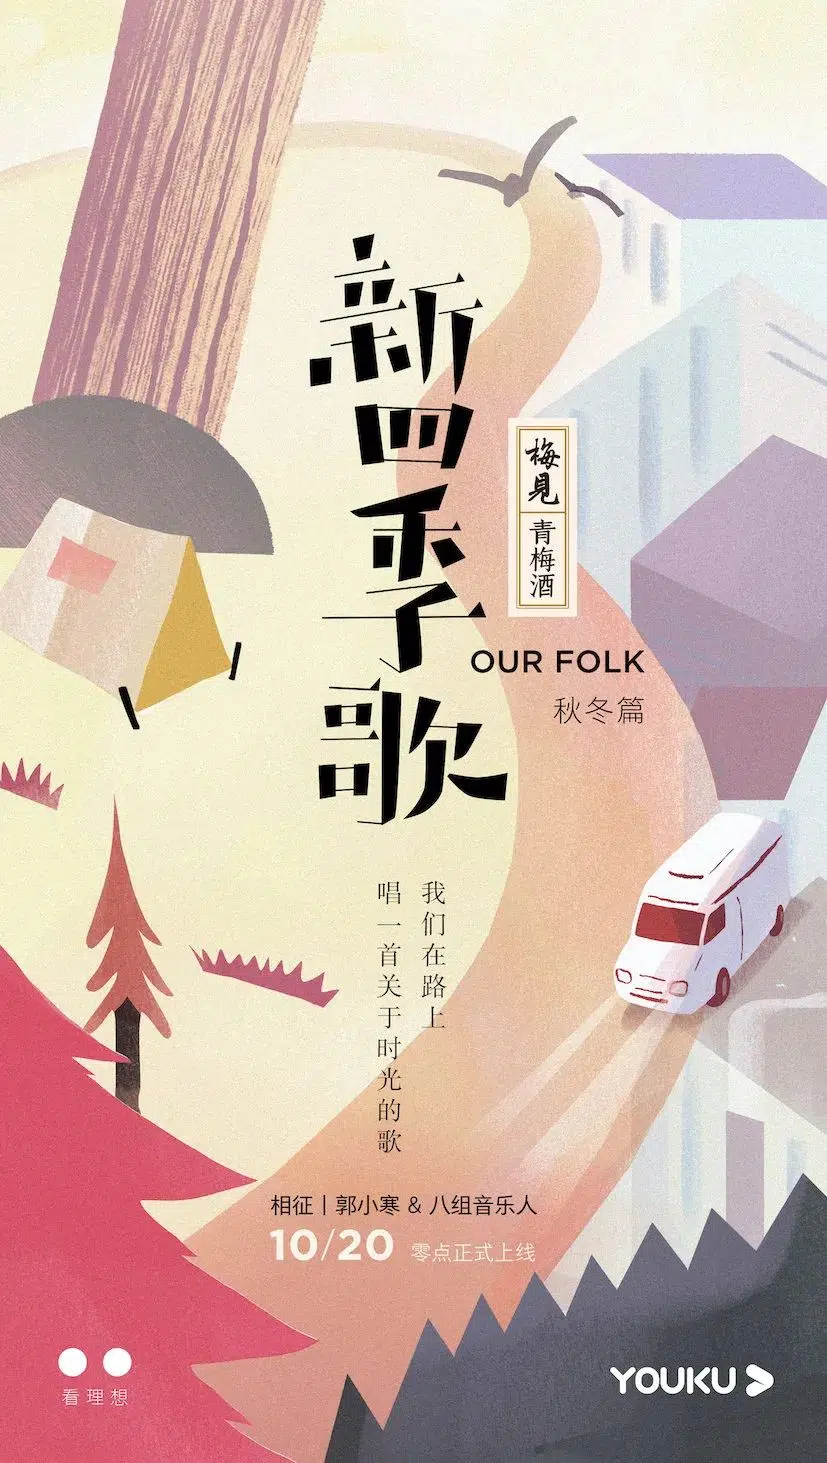 新四季歌
梅見
青梅酒
OUR FOLK
秋冬篇
我们在路上
唱一首关于时光的歌
相征丨郭小寒 & 八组音乐人
10/20 零点正式上线
看理想
YOUKU